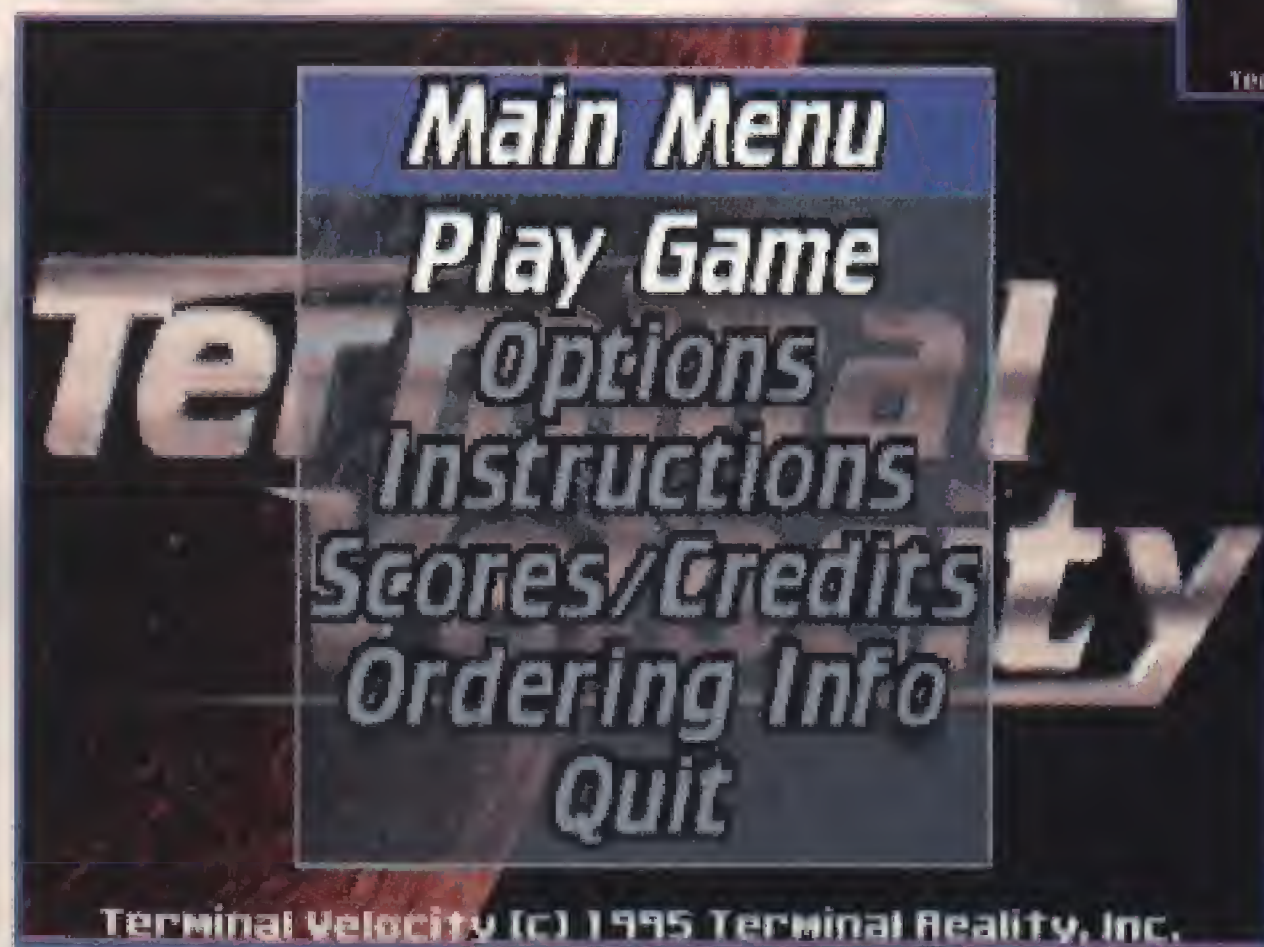 Main Menu
Play Game
Options
Instructions
Scores/Credits
Ordering Info
Quit
Terminal Velocity (c) 1995 Terminal Reality, Inc.